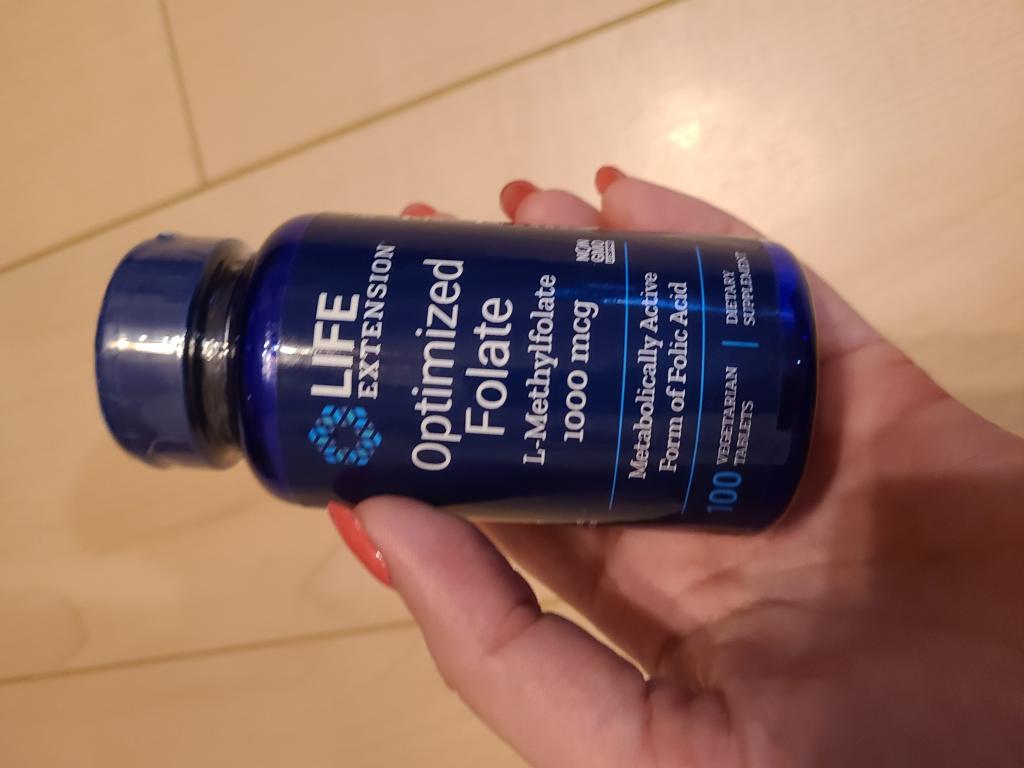 LIFE
EXTENSION
Optimized
Folate
L-Methylfolate
1000 mcg
NON
GMO
Metabolically Active
Form of Folic Acid
100 VEGETARIAN
TABLETS
DIETARY
SUPPLEMENT